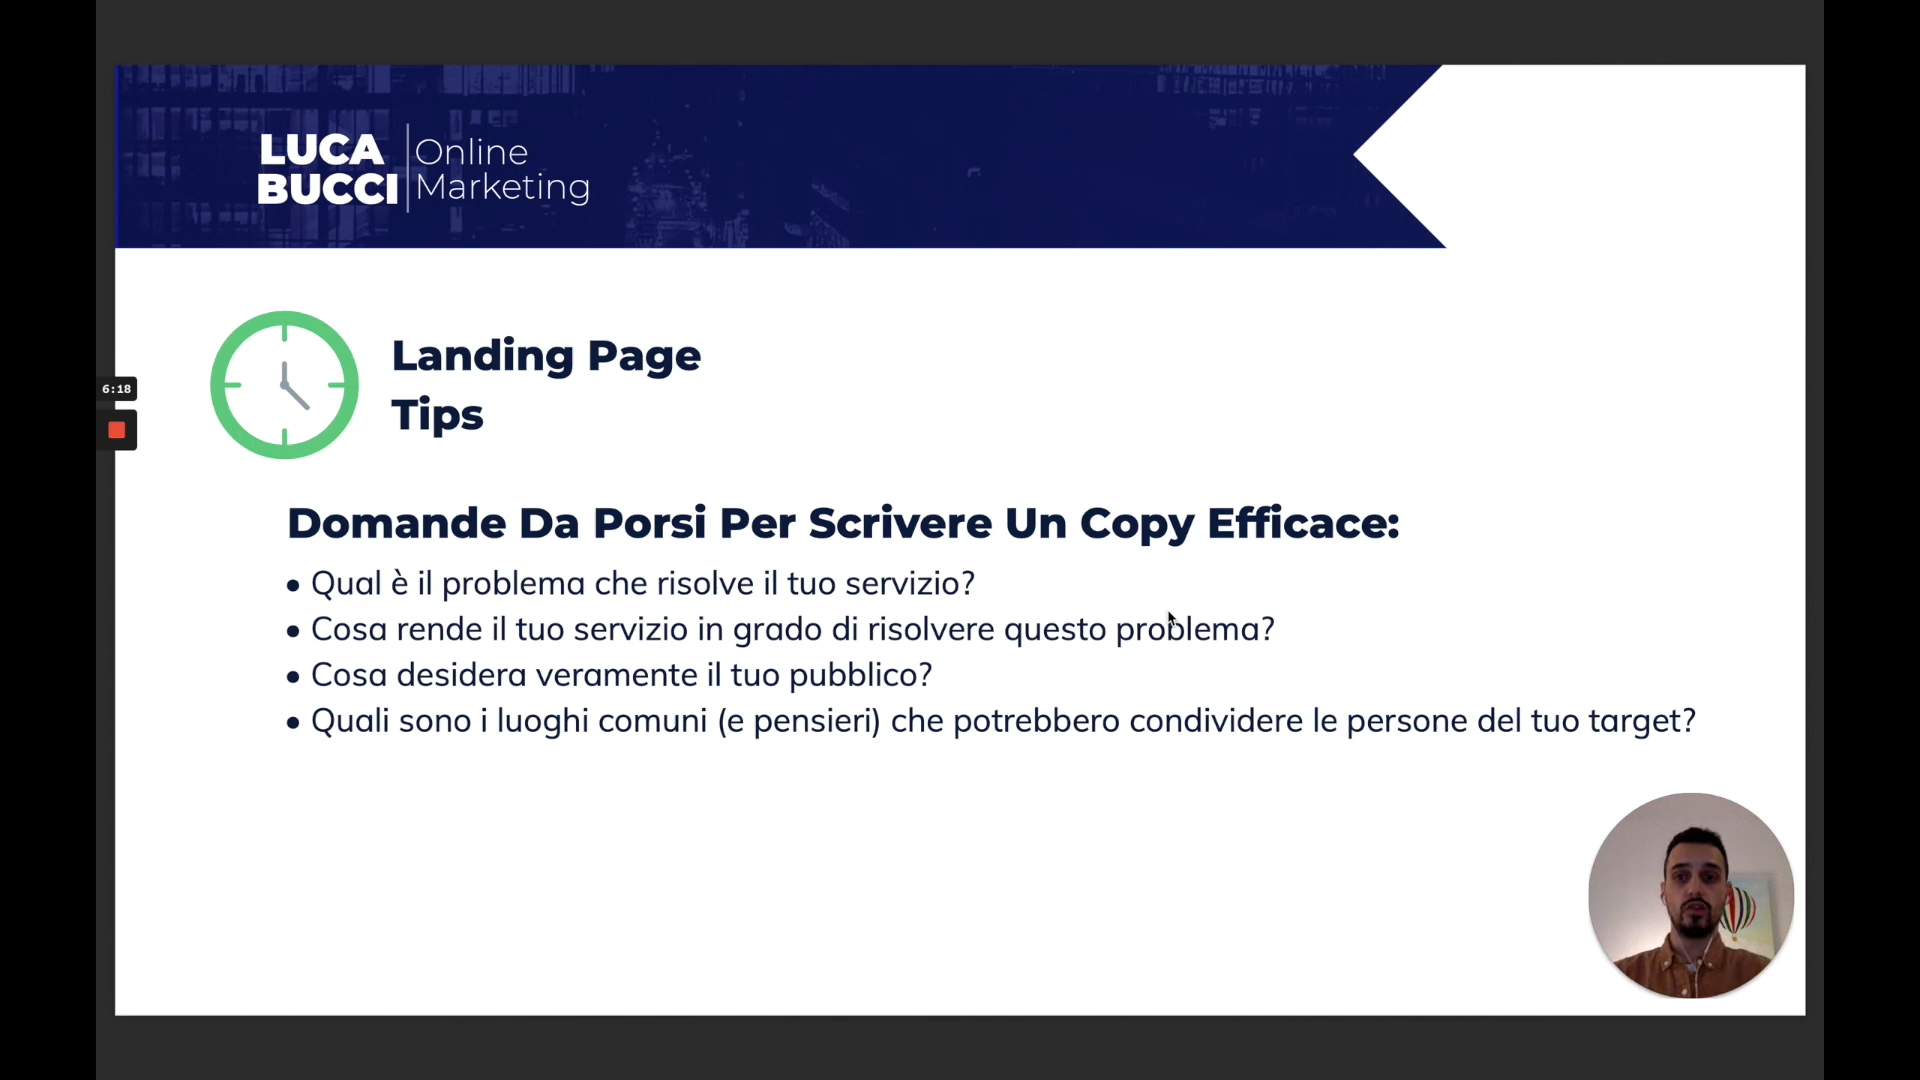 LUCA
BUCCI
Online
Marketing
Landing Page
Tips
6:18
Domande Da Porsi Per Scrivere Un Copy Efficace:
• Qual è il problema che risolve il tuo servizio?
• Cosa rende il tuo servizio in grado di risolvere questo problema?
• Cosa desidera veramente il tuo pubblico?
• Quali sono i luoghi comuni (e pensieri) che potrebbero condividere le persone del tuo target?